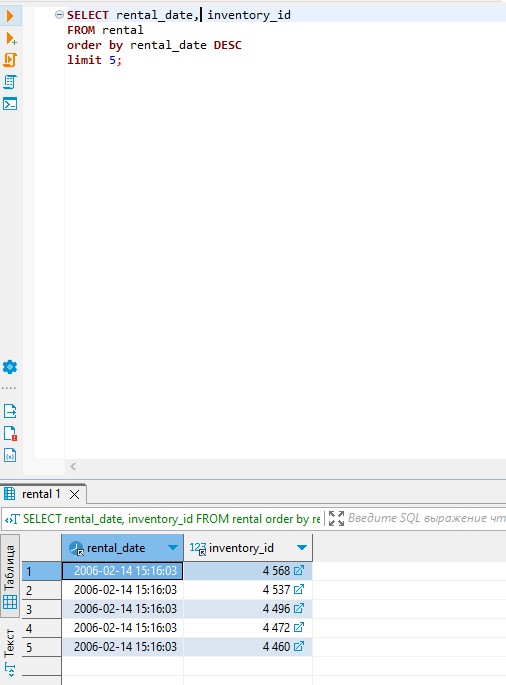 SELECT rental_date, inventory_id
FROM rental
order by rental_date DESC
limit 5;
rental 1
SELECT rental_date, inventory_id FROM rental order by re
Введите SQL выражение чт
Таблица
Текст
rental_date
123 inventory_id
1 2006-02-14 15:16:03 4 568
2 2006-02-14 15:16:03 4 537
3 2006-02-14 15:16:03 4 496
4 2006-02-14 15:16:03 4 472
5 2006-02-14 15:16:03 4 460